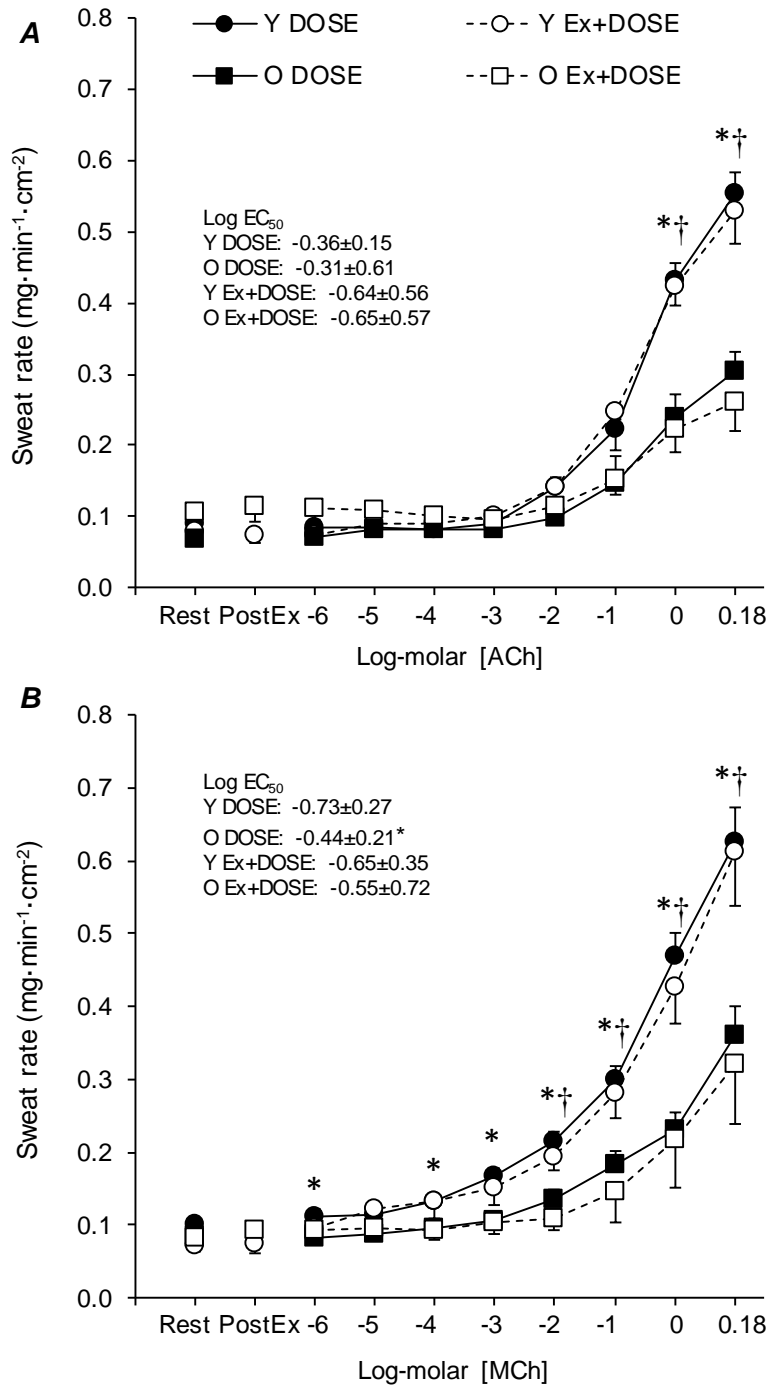 A
Y DOSE
Y Ex+DOSE
O DOSE
O Ex+DOSE
0.8
0.7
0.6
0.5
0.4
0.3
0.2
0.1
0.0
Sweat rate (mg·min⁻¹·cm⁻²)
*†
*†
Log EC₅₀
Y DOSE: -0.36±0.15
O DOSE: -0.31±0.61
Y Ex+DOSE: -0.64±0.56
O Ex+DOSE: -0.65±0.57
Rest PostEx -6 -5 -4 -3 -2 -1 0 0.18
Log-molar [ACh]
B
0.8
0.7
0.6
0.5
0.4
0.3
0.2
0.1
0.0
Sweat rate (mg·min⁻¹·cm⁻²)
Log EC₅₀
Y DOSE: -0.73±0.27
O DOSE: -0.44±0.21*
Y Ex+DOSE: -0.65±0.35
O Ex+DOSE: -0.55±0.72
*†
*†
*†
*†
* * *
Rest PostEx -6 -5 -4 -3 -2 -1 0 0.18
Log-molar [MCh]